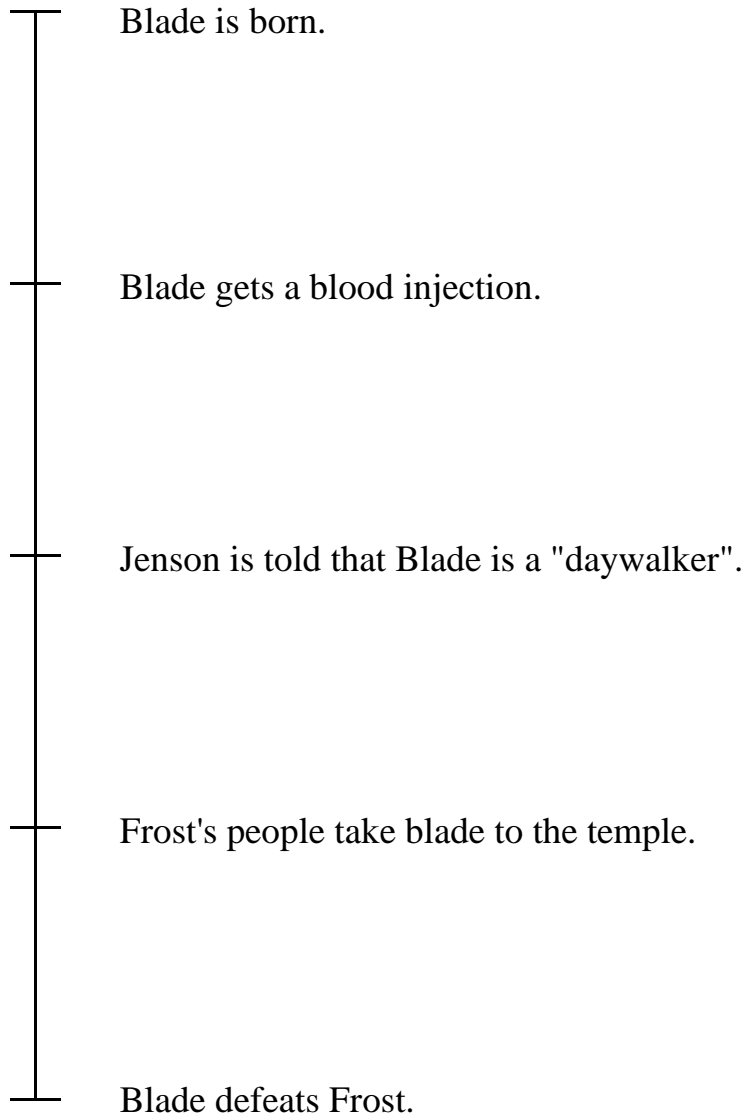 Blade is born.
Blade gets a blood injection.
Jenson is told that Blade is a "daywalker".
Frost's people take blade to the temple.
Blade defeats Frost.